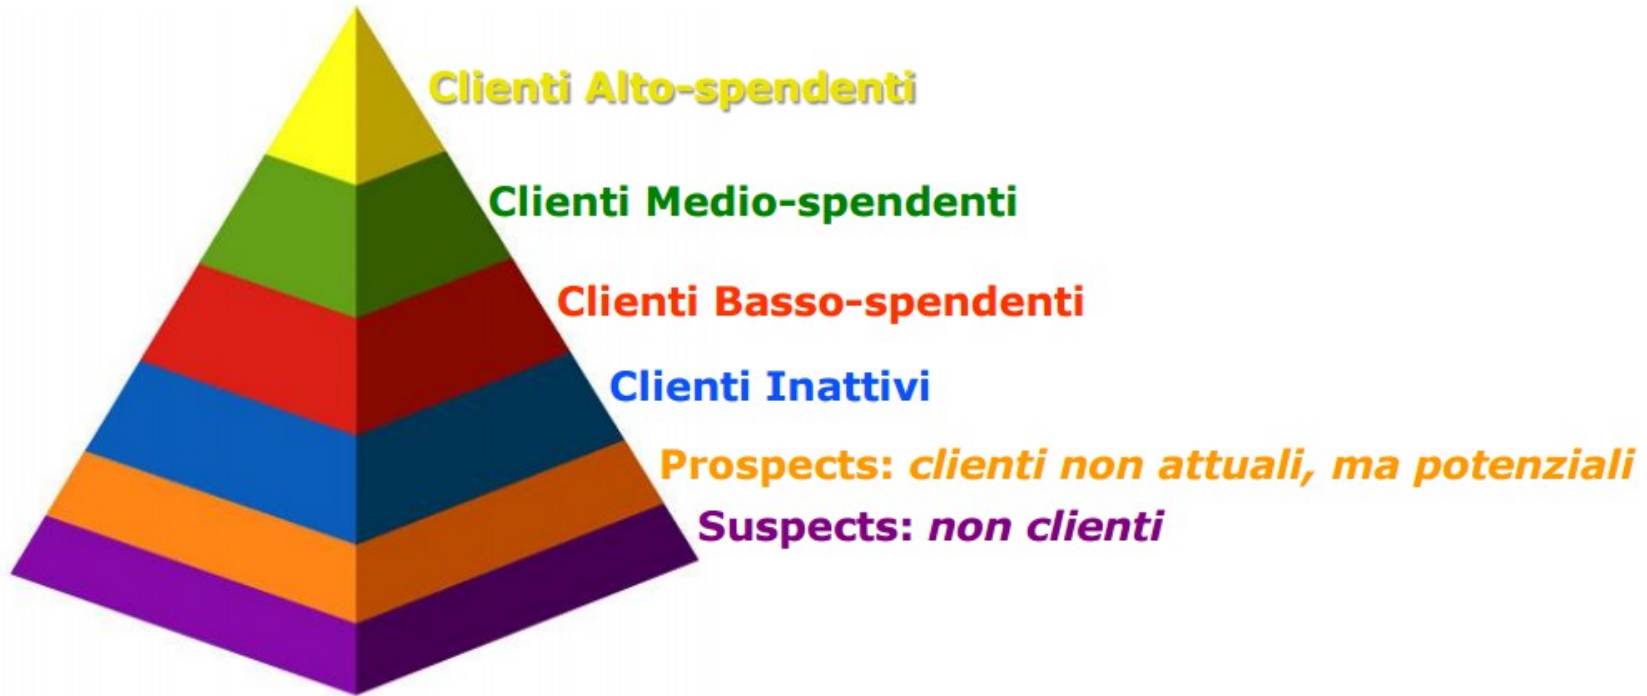 Clienti Alto-spendenti
Clienti Medio-spendenti
Clienti Basso-spendenti
Clienti Inattivi
Prospects: clienti non attuali, ma potenziali
Suspects: non clienti